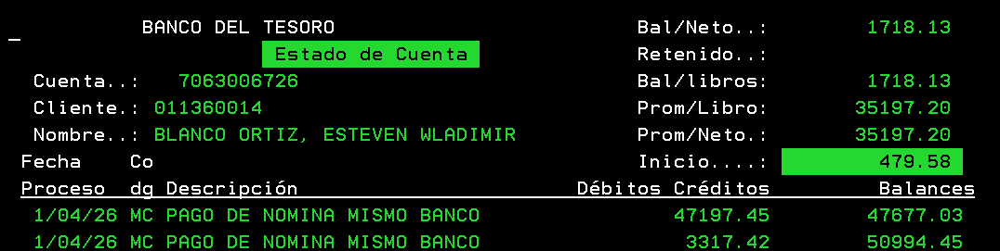 BANCO DEL TESORO Bal/Neto..: 1718.13
Estado de Cuenta Retenido..:
Cuenta..: 7063006726 Bal/libros: 1718.13
Cliente.: 011360014 Prom/Libro: 35197.20
Nombre..: BLANCO ORTIZ, ESTEVEN WLADIMIR Prom/Neto.: 35197.20
Fecha Co Inicio....: 479.58
Proceso dg Descripción Débitos Créditos Balances
1/04/26 MC PAGO DE NOMINA MISMO BANCO 47197.45 47677.03
1/04/26 MC PAGO DE NOMINA MISMO BANCO 3317.42 50994.45